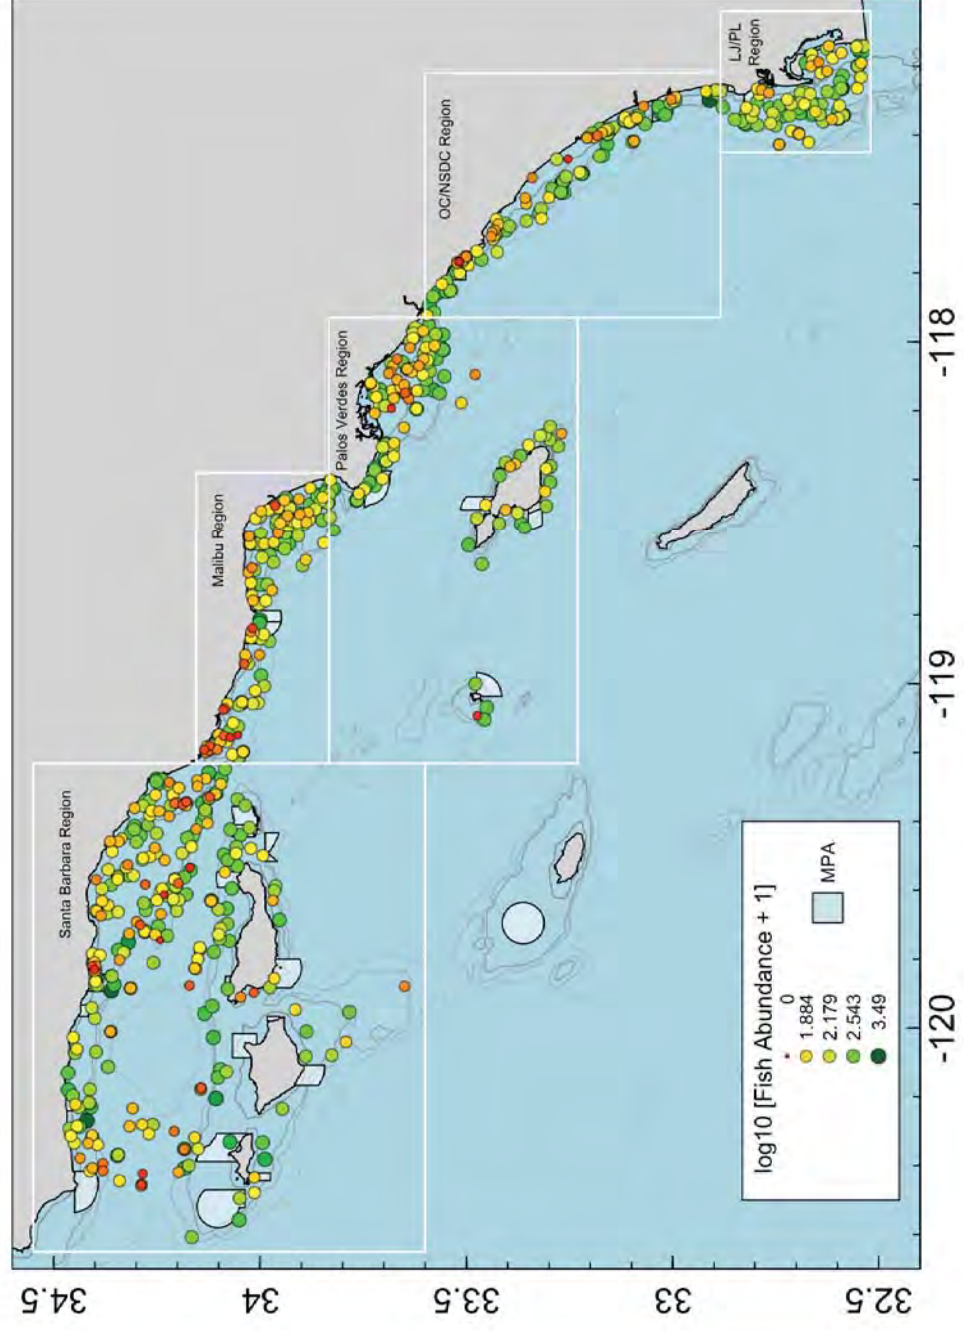 Santa Barbara Region
Malibu Region
Palos Verdes Region
OC/NSDC Region
LJ/PL
Region
34.5
34
33.5
33
32.5
-120
-119
-118
log10 [Fish Abundance + 1]
0
1.884
2.179
2.543
3.49
MPA